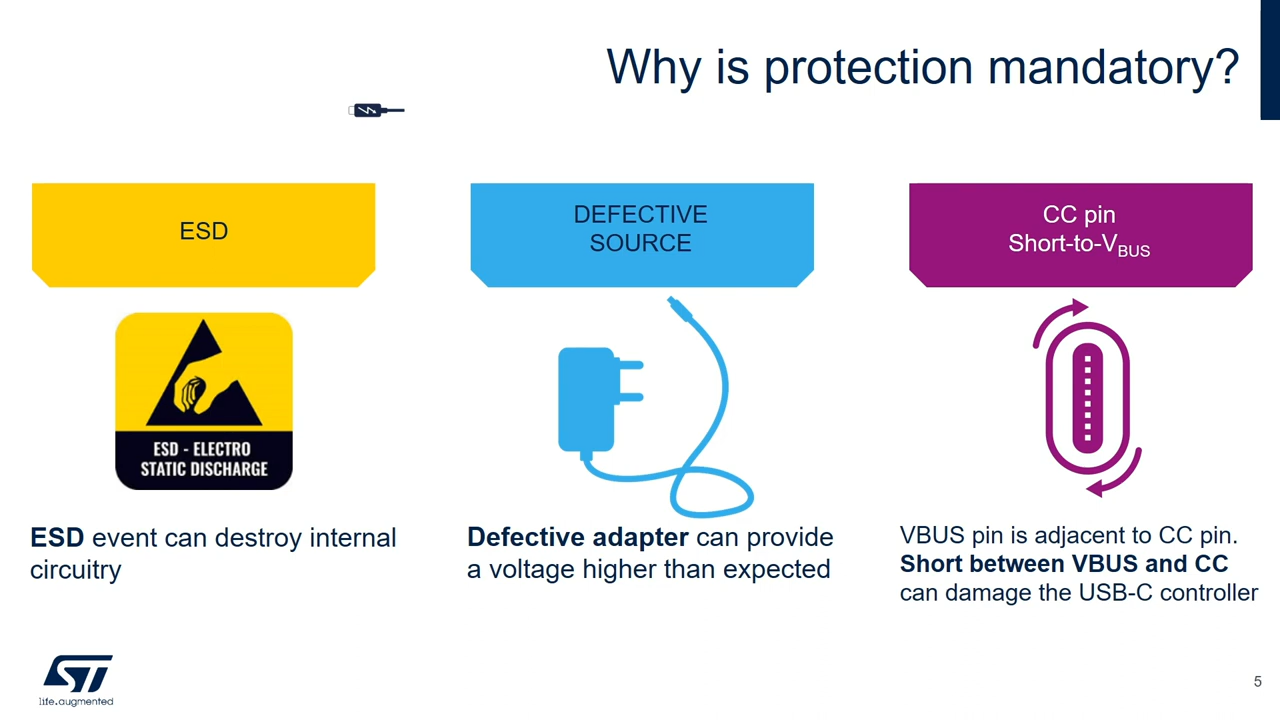 Why is protection mandatory?
ESD
ESD - ELECTRO
STATIC DISCHARGE
ESD event can destroy internal
circuitry
DEFECTIVE
SOURCE
Defective adapter can provide
a voltage higher than expected
CC pin
Short-to-VBUS
VBUS pin is adjacent to CC pin.
Short between VBUS and CC
can damage the USB-C controller
ST
life.augmented
5